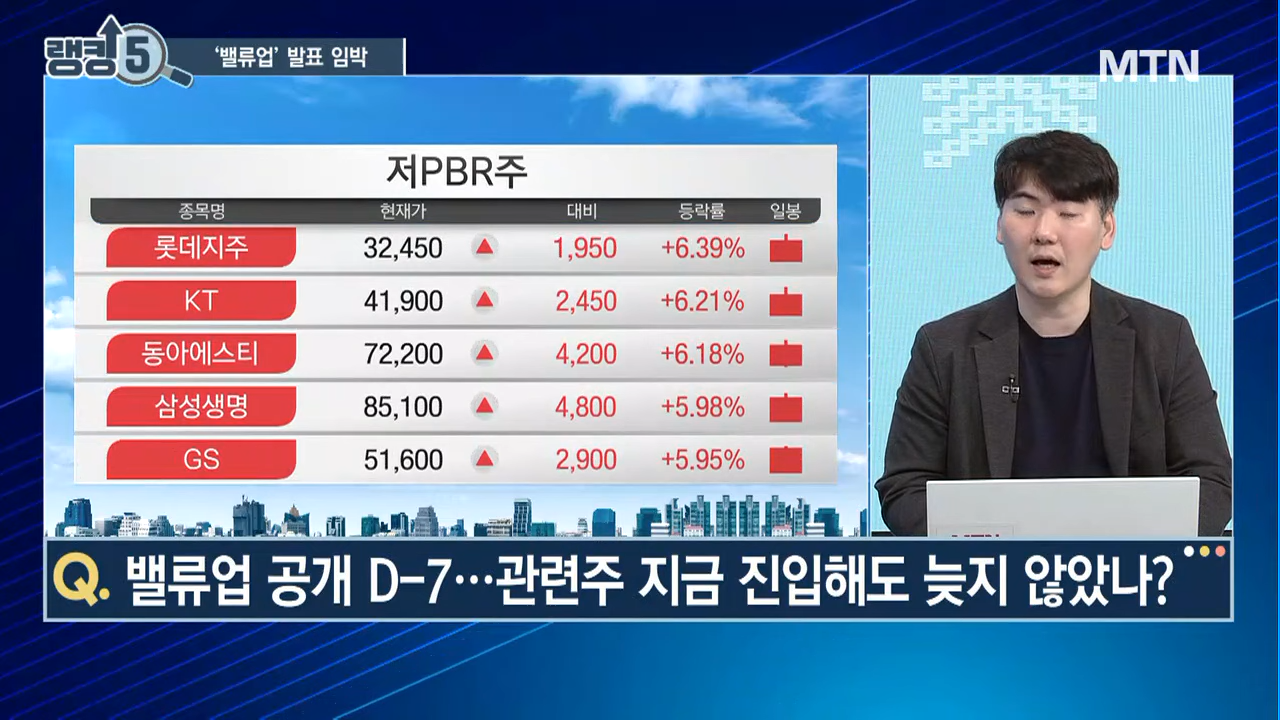 랭킹5
‘밸류업’ 발표 임박
MTN
저PBR주
종목명 현재가 대비 등락률 일봉
롯데지주 32,450 ▲ 1,950 +6.39%
KT 41,900 ▲ 2,450 +6.21%
동아에스티 72,200 ▲ 4,200 +6.18%
삼성생명 85,100 ▲ 4,800 +5.98%
GS 51,600 ▲ 2,900 +5.95%
MTN
Q. 밸류업 공개 D-7…관련주 지금 진입해도 늦지 않았나?